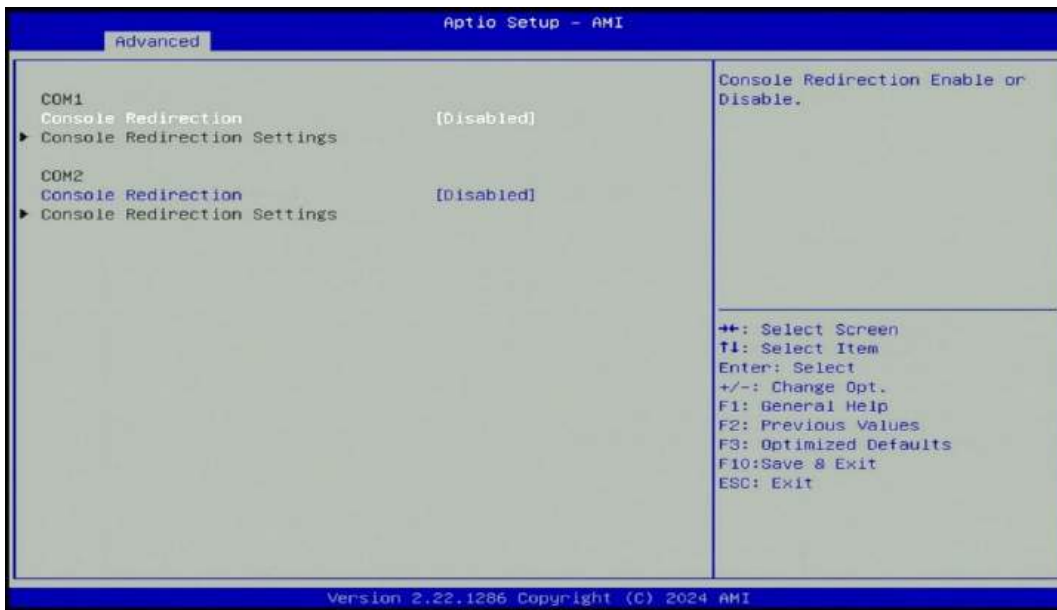 Aptio Setup - AMI
Advanced
COM1
Console Redirection [Disabled]
► Console Redirection Settings
COM2
Console Redirection [Disabled]
► Console Redirection Settings
Console Redirection Enable or
Disable.
→←: Select Screen
↑↓: Select Item
Enter: Select
+/-: Change Opt.
F1: General Help
F2: Previous Values
F3: Optimized Defaults
F10:Save & Exit
ESC: Exit
Version 2.22.1286 Copyright (C) 2024 AMI